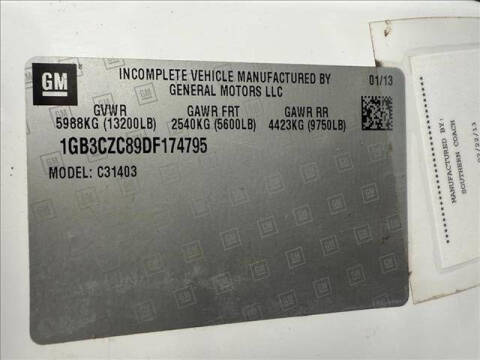 GM
INCOMPLETE VEHICLE MANUFACTURED BY
GENERAL MOTORS LLC
01/13
GVWR GAWR FRT GAWR RR
5988KG (13200LB) 2540KG (5600LB) 4423KG (9750LB)
1GB3CZC89DF174795
MODEL: C31403
MANUFACTURED BY:
SOUTHERN COACH